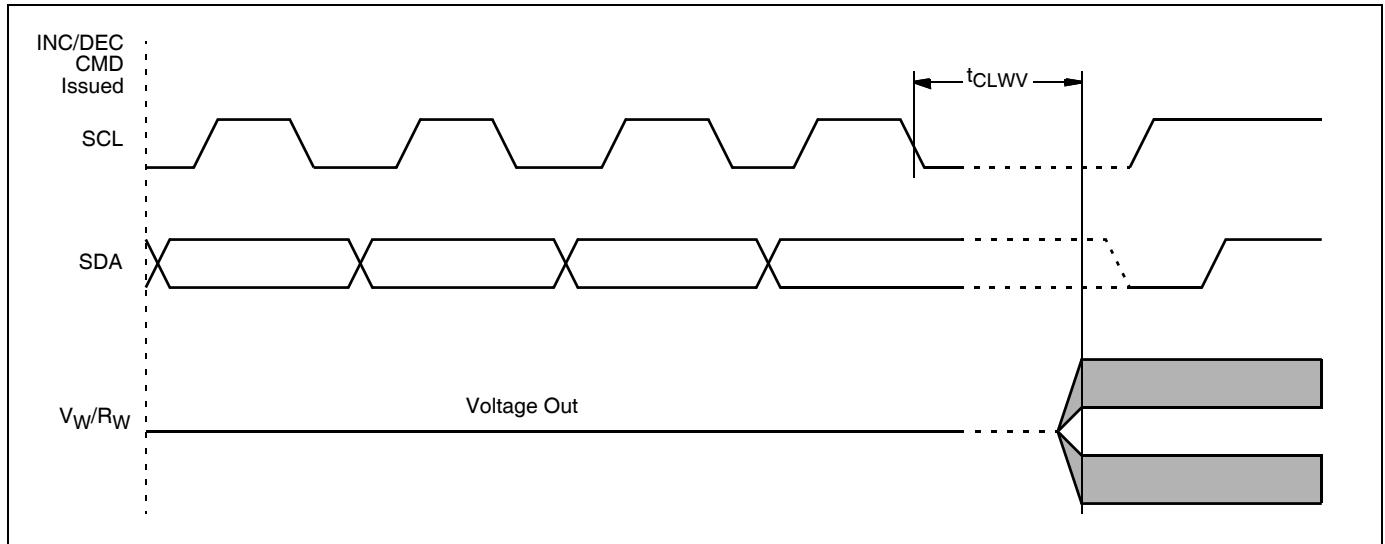 INC/DEC
CMD
Issued
tCLWV
SCL
SDA
Voltage Out
VW/RW